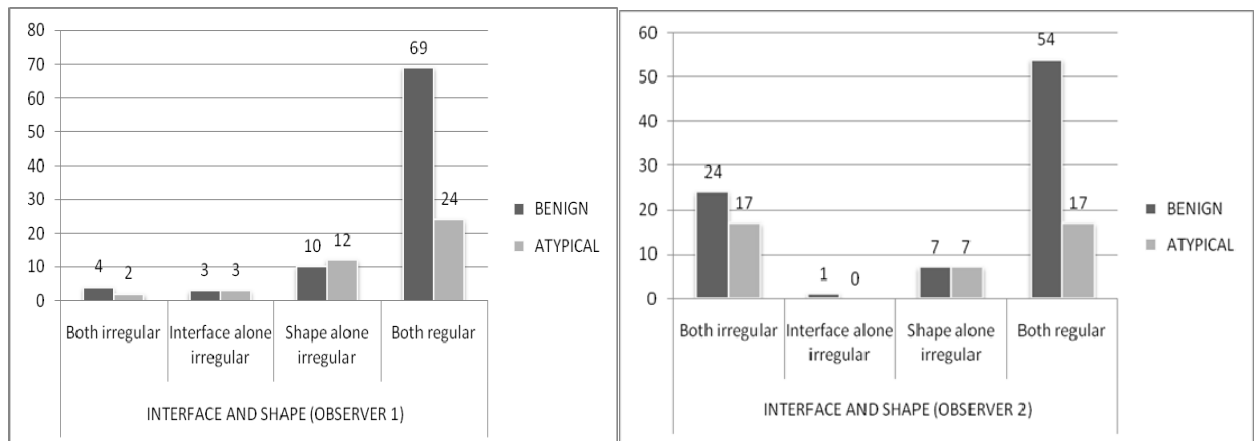 80
70
60
50
40
30
20
10
0
4
2
3
3
10
12
69
24
Both irregular
Interface alone
irregular
Shape alone
irregular
Both regular
INTERFACE AND SHAPE (OBSERVER 1)
BENIGN
ATYPICAL
60
50
40
30
20
10
0
24
17
1
0
7
7
54
17
Both irregular
Interface alone
irregular
Shape alone
irregular
Both regular
INTERFACE AND SHAPE (OBSERVER 2)
BENIGN
ATYPICAL